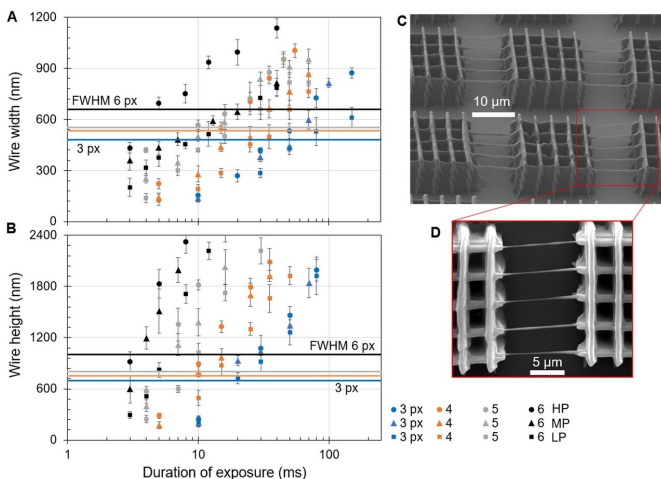 A
1200
900
600
300
0
Wire width
(nm)
FWHM 6 px
3 px
B
2400
1800
1200
600
0
Wire height
(nm)
FWHM 6 px
3 px
1
10
100
Duration of exposure (ms)
C
10 µm
D
5 µm
3 px 4 5 6 HP
3 px 4 5 6 MP
3 px 4 5 6 LP